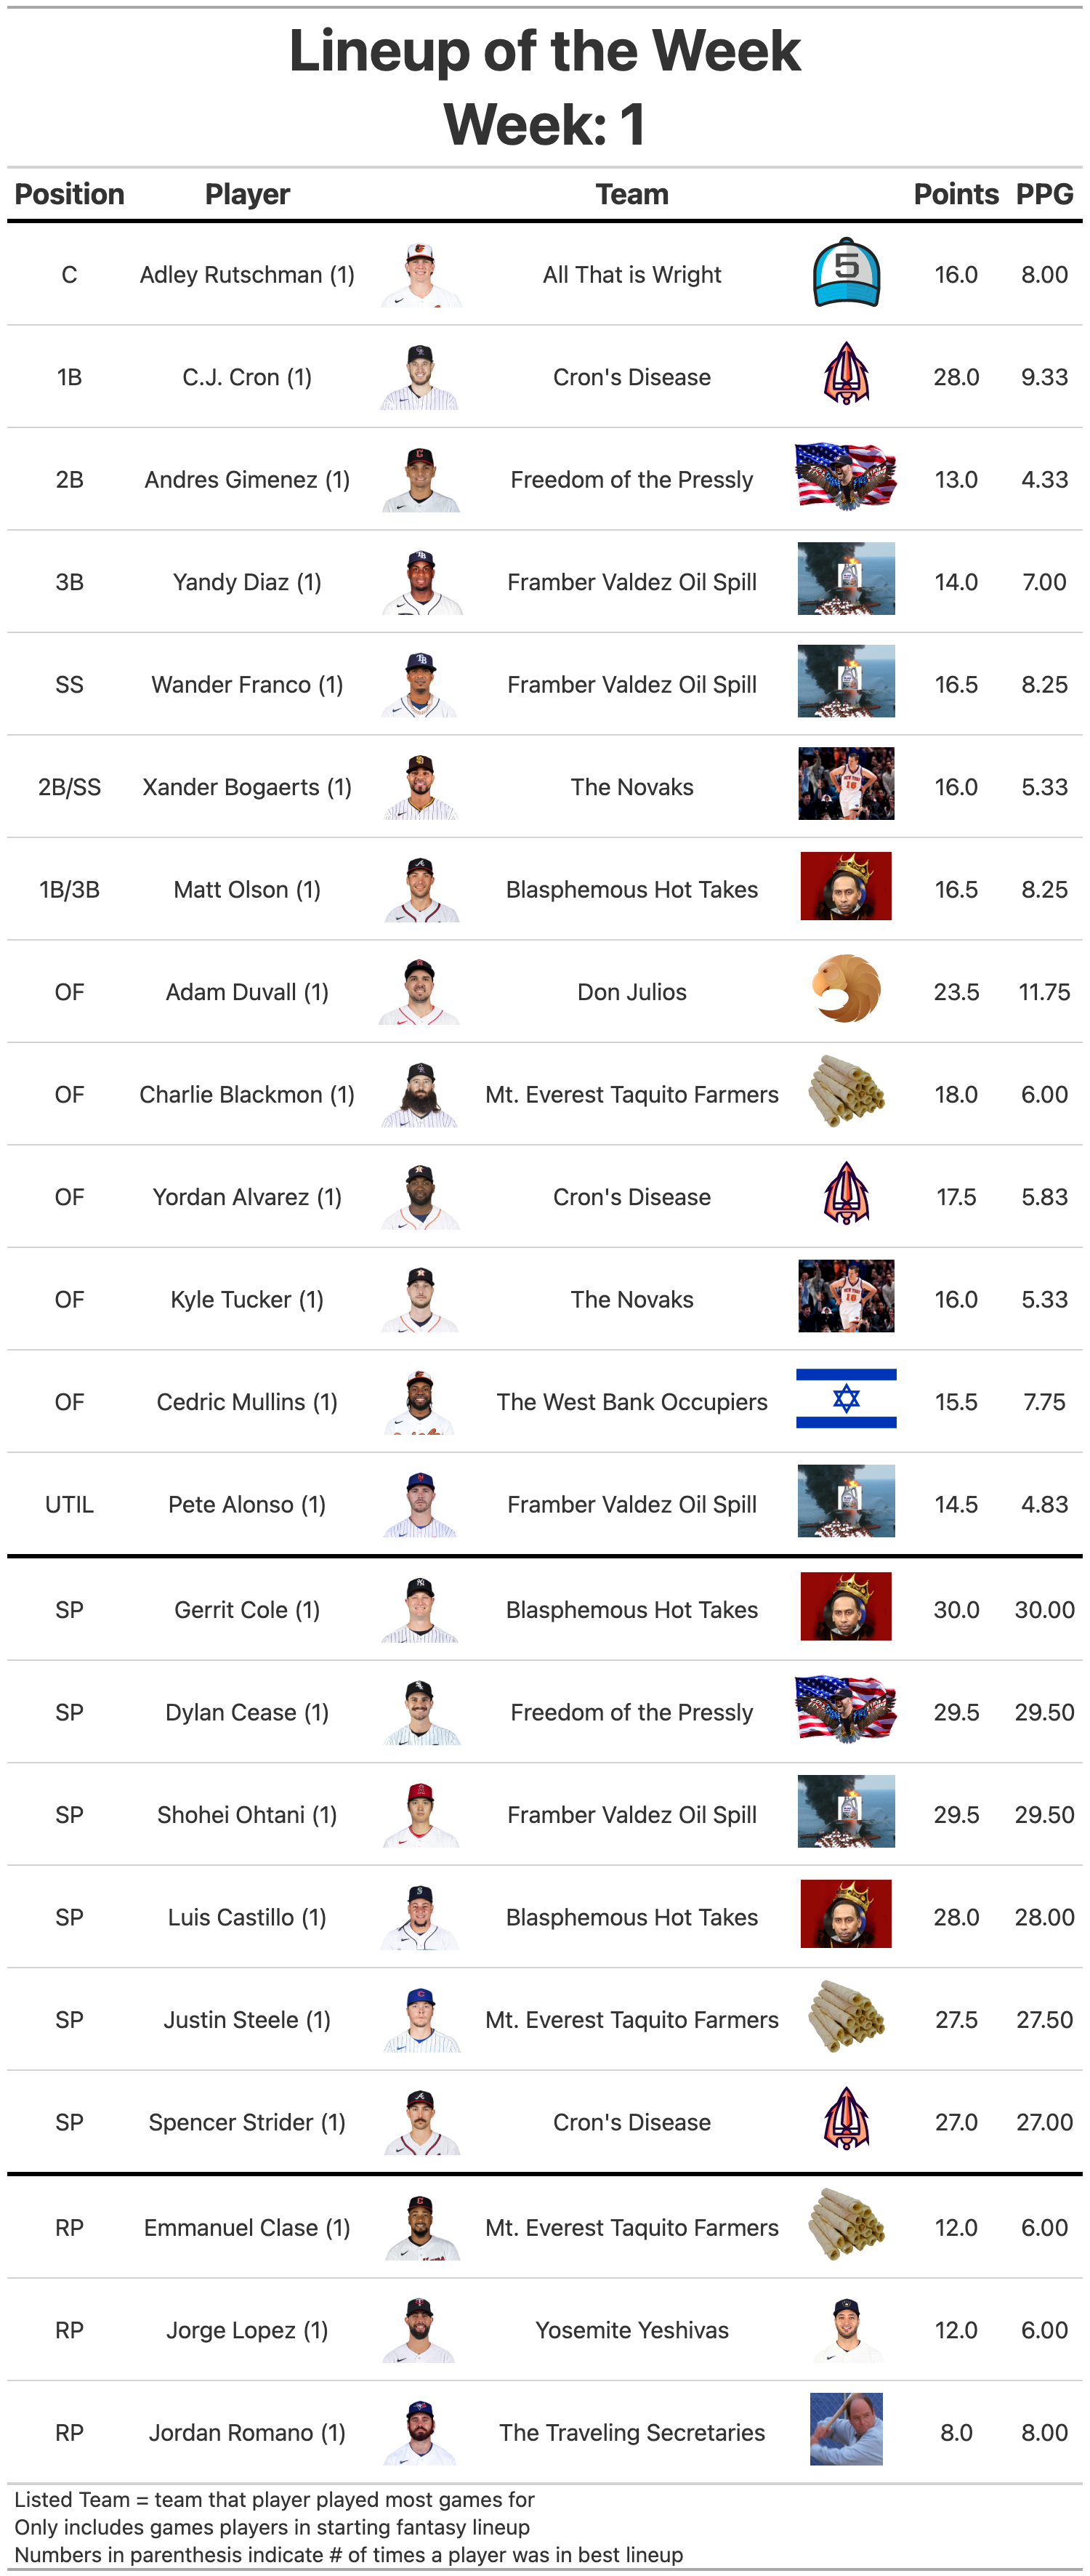 Lineup of the Week
Week: 1
Position Player Team Points PPG
C Adley Rutschman (1) All That is Wright 5 16.0 8.00
1B C.J. Cron (1) Cron's Disease 28.0 9.33
2B Andres Gimenez (1) Freedom of the Pressly 13.0 4.33
3B Yandy Diaz (1) Framber Valdez Oil Spill 14.0 7.00
SS Wander Franco (1) Framber Valdez Oil Spill 16.5 8.25
2B/SS Xander Bogaerts (1) The Novaks 16.0 5.33
1B/3B Matt Olson (1) Blasphemous Hot Takes 16.5 8.25
OF Adam Duvall (1) Don Julios 23.5 11.75
OF Charlie Blackmon (1) Mt. Everest Taquito Farmers 18.0 6.00
OF Yordan Alvarez (1) Cron's Disease 17.5 5.83
OF Kyle Tucker (1) The Novaks 16.0 5.33
OF Cedric Mullins (1) The West Bank Occupiers 15.5 7.75
UTIL Pete Alonso (1) Framber Valdez Oil Spill 14.5 4.83
SP Gerrit Cole (1) Blasphemous Hot Takes 30.0 30.00
SP Dylan Cease (1) Freedom of the Pressly 29.5 29.50
SP Shohei Ohtani (1) Framber Valdez Oil Spill 29.5 29.50
SP Luis Castillo (1) Blasphemous Hot Takes 28.0 28.00
SP Justin Steele (1) Mt. Everest Taquito Farmers 27.5 27.50
SP Spencer Strider (1) Cron's Disease 27.0 27.00
RP Emmanuel Clase (1) Mt. Everest Taquito Farmers 12.0 6.00
RP Jorge Lopez (1) Yosemite Yeshivas 12.0 6.00
RP Jordan Romano (1) The Traveling Secretaries 8.0 8.00
Listed Team = team that player played most games for
Only includes games players in starting fantasy lineup
Numbers in parenthesis indicate # of times a player was in best lineup